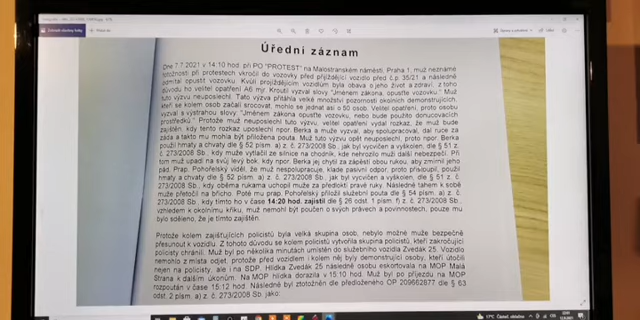 Úřední záznam
Dne 7.7.2021 v 14:10 hod. při PO "PROTEST" na Malostranském náměstí, Praha 1, muž neznámé
totožnosti při protestech vkročil do vozovky před přijíždějící vozidlo před č.p. 35/21 a následně
odmítal opustit vozovku. Kvůli projíždějícím vozidlům byla obava o jeho život a zdraví, z toho
důvodu ho velitel opatření A6 mjr. Kroutil vyzval slovy "Jménem zákona, opusťte vozovku." Muž
výzvu neuposlechl. Tato výzva přitáhla velké množství pozornosti okolních demonstrujících,
kteří se kolem osob začali srocovat, mohlo se jednat asi o 50 osob. Velitel opatření, proto osobu
vyzval s výstrahou slovy: "Jménem zákona opusťte vozovku, nebo bude použito donucovacích
prostředků." Protože muž neuposlechl tuto výzvu, velitel opatření vydal rozkaz, že muž bude
zajištěn, kdy tento rozkaz uposlechl npor. Berka a muže vyzval, aby spolupracoval, dal ruce za
záda a takto mu mohla být přiložena pouta. Muž tuto výzvu opět neuposlechl, proto npor. Berka
použil hmaty a chvaty dle § 52 písm. a) z. č. 273/2008 Sb., jak byl vycvičen a vyškolen, dle § 51 z.
č. 273/2008 Sb., kdy muže vytlačil ze silnice na chodník, kde nehrozilo muži další nebezpečí. Při
tom muž upadl na svůj levý bok, kdy npor. Berka jej chytil za zápěstí obou rukou, aby zmírnil jeho
pád. Prap. Pohořelský viděl, že muž nespolupracuje, klade pasivní odpor, proto přistoupil, použil
hmaty a chvaty dle § 52 písm. a) z. č. 273/2008 Sb., jak byl vycvičen a vyškolen, dle § 51 z. č.
273/2008 Sb., kdy oběma rukama uchopil muže za předloktí pravé ruky. Následně tahem k sobě
muže přetočil na břicho. Poté mu prap. Pohořelský přiložil služební pouta dle § 54 písm. a) z. č.
273/2008 Sb., kdy tímto ho v čase 14:20 hod. zajistil dle § 26 odst. 1 písm. f) z. č. 273/2008 Sb.,
vzhledem k okolnímu křiku, muž nemohl být poučen o svých právech a povinnostech, pouze mu
bylo sděleno, že je tímto zajištěn.
Protože kolem zajišťujících policistů byla velká skupina osob, nebylo možné muže bezpečně
přesunout k vozidlu. Z tohoto důvodu se kolem policistů vytvořila skupina policistů, kteří zakročující
policisty chránili. Muž byl po několika minutách umístěn do služebního vozidla Zvedák 25. Vozidlo
nemohlo z místa odjet, protože před vozidlem i kolem něj byly demonstrující osoby, kteří útočili
nejen na policisty, ale i na SDP. Hlídka Zvedák 25 následně osobu eskortovala na MOP Malá
Strana k dalším úkonům. Na MOP hlídka dorazila v 15:10 hod. Muž byl po příjezdu na MOP
rozpoután v čase 15:12 hod. Následně byl ztotožněn dle předloženého OP 209662877 dle § 63
odst. 2 písm. a) z. č. 273/2008 Sb. jako:
17°C